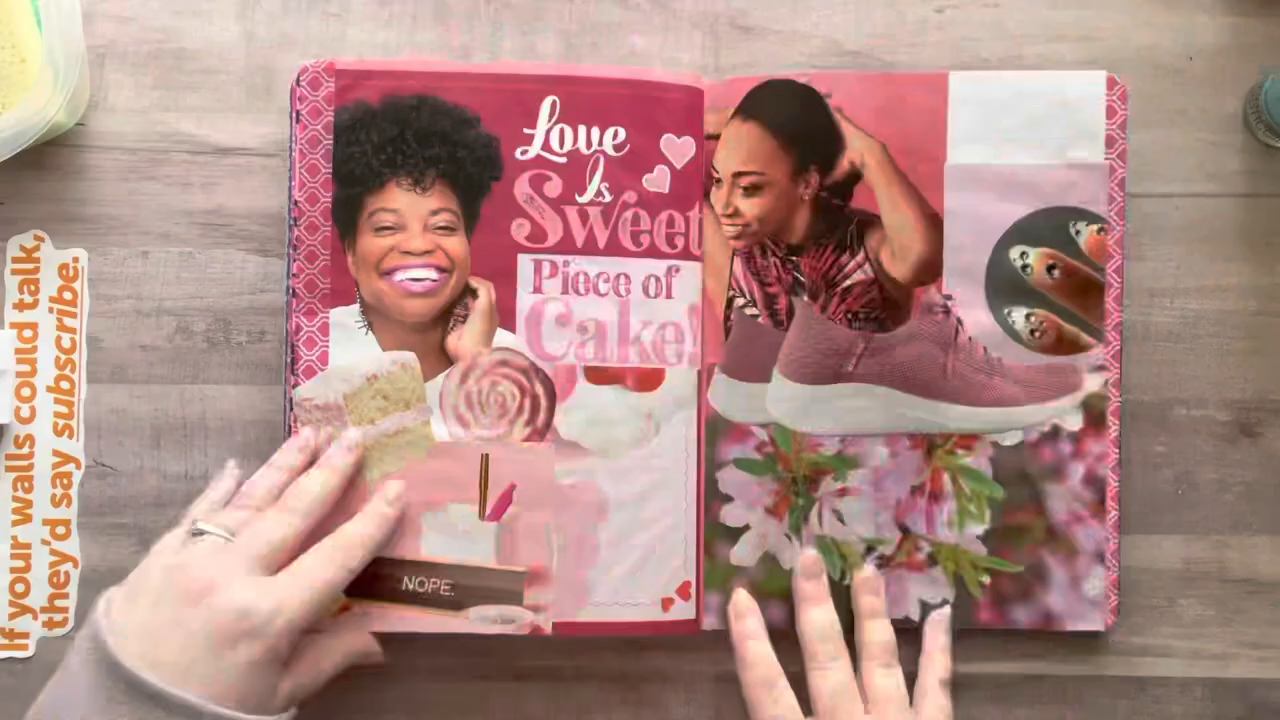 If your walls could talk,
they'd say subscribe.
Love
Is
Sweet
Piece of
Cake!
NOPE.